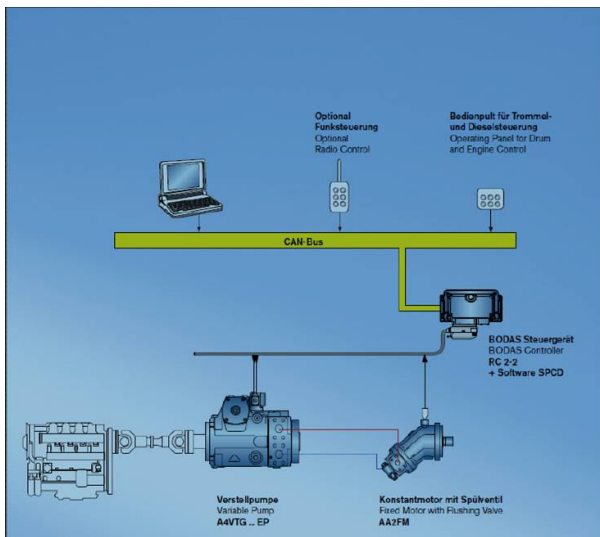 Optional
Funksteuerung
Optional
Radio Control
Bedienpult für Trommel-
und Dieselsteuerung
Operating Panel for Drum
and Engine Control
CAN-Bus
BODAS Steuergerät
BODAS Controller
RC 2-2
+ Software SPCD
Verstellpumpe
Variable Pump
A4VTG ... EP
Konstantmotor mit Spülventil
Fixed Motor with Flushing Valve
AA2FM